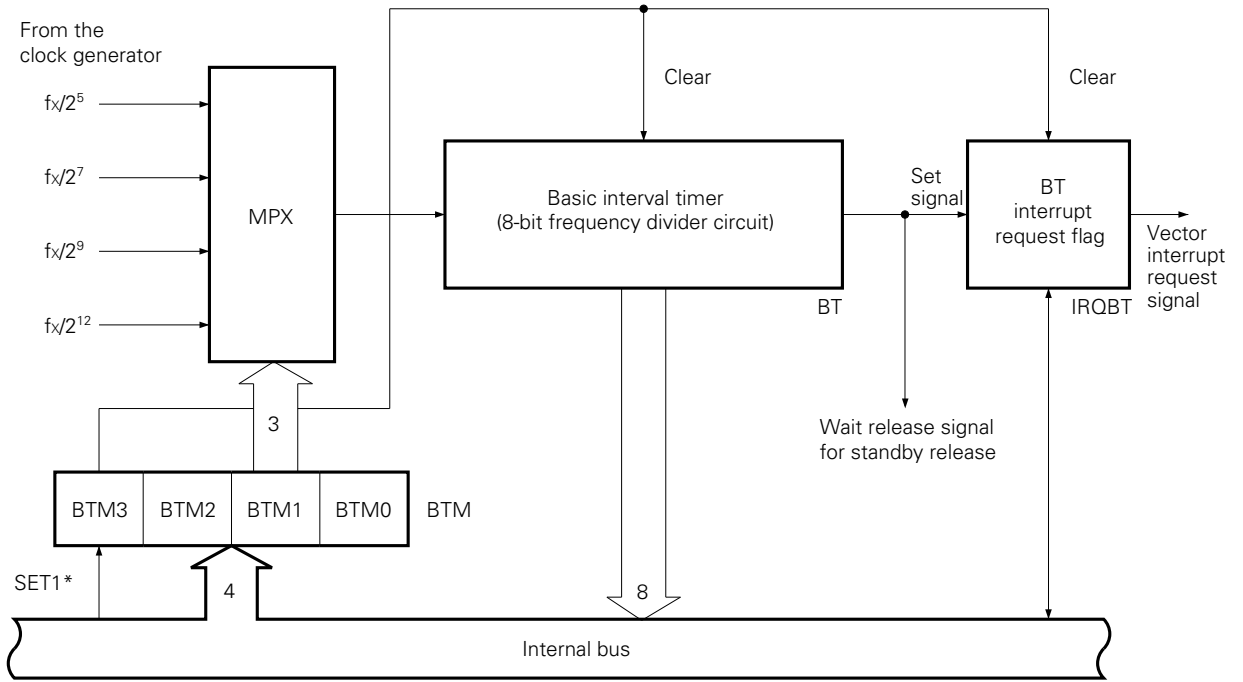 From the
clock generator
fx/2⁵
fx/2⁷
fx/2⁹
fx/2¹²
MPX
Clear
Clear
Basic interval timer
(8-bit frequency divider circuit)
BT
Set
signal
BT
interrupt
request flag
IRQBT
Vector
interrupt
request
signal
Wait release signal
for standby release
3
BTM3 BTM2 BTM1 BTM0 BTM
SET1*
4
8
Internal bus